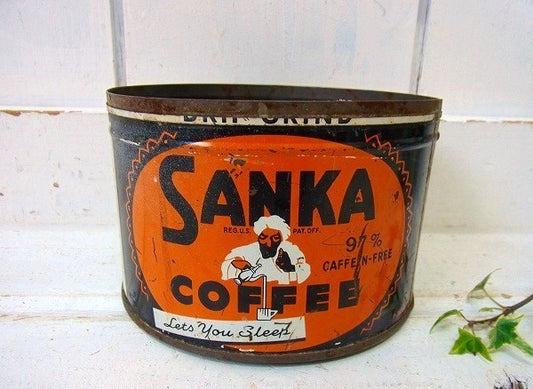 DRIP GRIND
SANKA
REG. U.S. PAT. OFF.
97%
CAFFEIN-FREE
COFFEE
Lets You Sleep